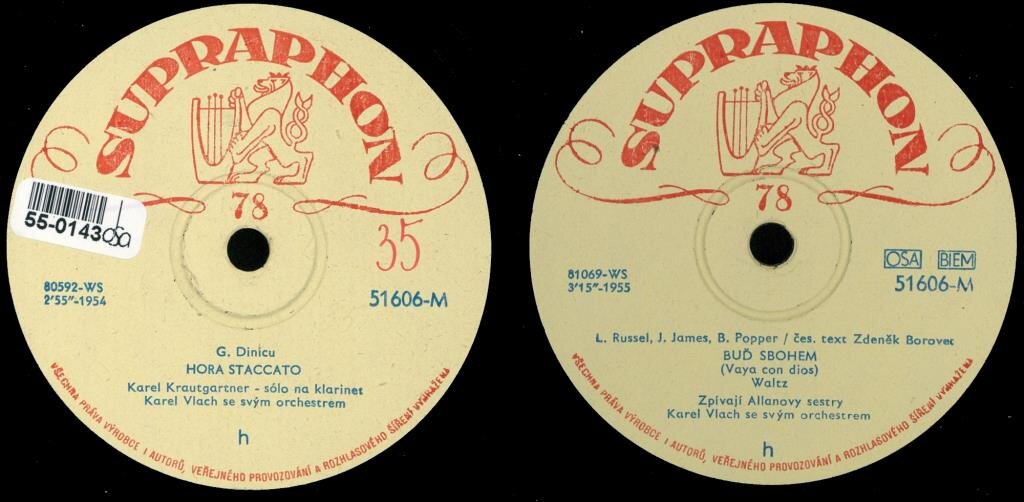 SUPRAPHON
78
55-0143 osa
35
80592-WS
2'55"-1954
51606-M
G. Dinicu
HORA STACCATO
Karel Krautgartner - sólo na klarinet
Karel Vlach se svým orchestrem
h
VŠECHNA PRÁVA VÝROBCE I AUTORŮ, VEŘEJNÉHO PROVOZOVÁNÍ A ROZHLASOVÉHO ŠÍŘENÍ VYHRAŽENA
SUPRAPHON
78
OSA BIEM
81069-WS
3'15"-1955
51606-M
L. Russel, J. James, B. Popper / čes. text Zdeněk Borovec
BUĎ SBOHEM
(Vaya con dios)
Waltz
Zpívají Allanovy sestry
Karel Vlach se svým orchestrem
h
VŠECHNA PRÁVA VÝROBCE I AUTORŮ, VEŘEJNÉHO PROVOZOVÁNÍ A ROZHLASOVÉHO ŠÍŘENÍ VYHRAŽENA